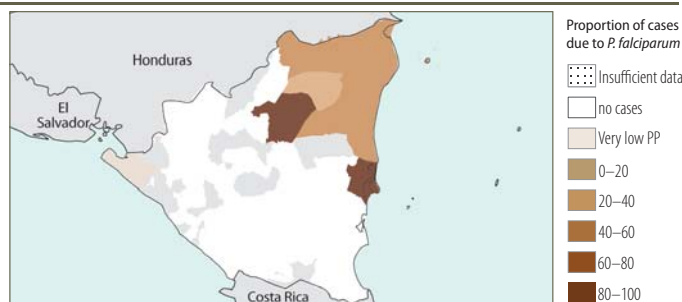 Proportion of cases
due to P. falciparum
Honduras
Insufficient data
El
Salvador
no cases
Very low PP
0–20
20–40
40–60
60–80
80–100
Costa Rica